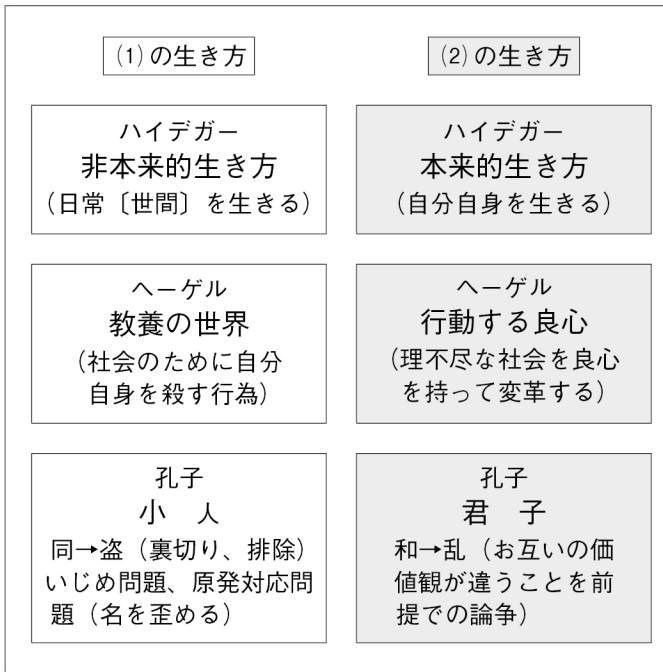 (1)の生き方
(2)の生き方
ハイデガー
非本来的生き方
(日常〔世間〕を生きる)
ハイデガー
本来的生き方
(自分自身を生きる)
ヘーゲル
教養の世界
(社会のために自分
自身を殺す行為)
ヘーゲル
行動する良心
(理不尽な社会を良心
を持って変革する)
孔子
小 人
同→盗(裏切り、排除)
いじめ問題、原発対応問
題(名を歪める)
孔子
君 子
和→乱(お互いの価
値観が違うことを前
提での論争)